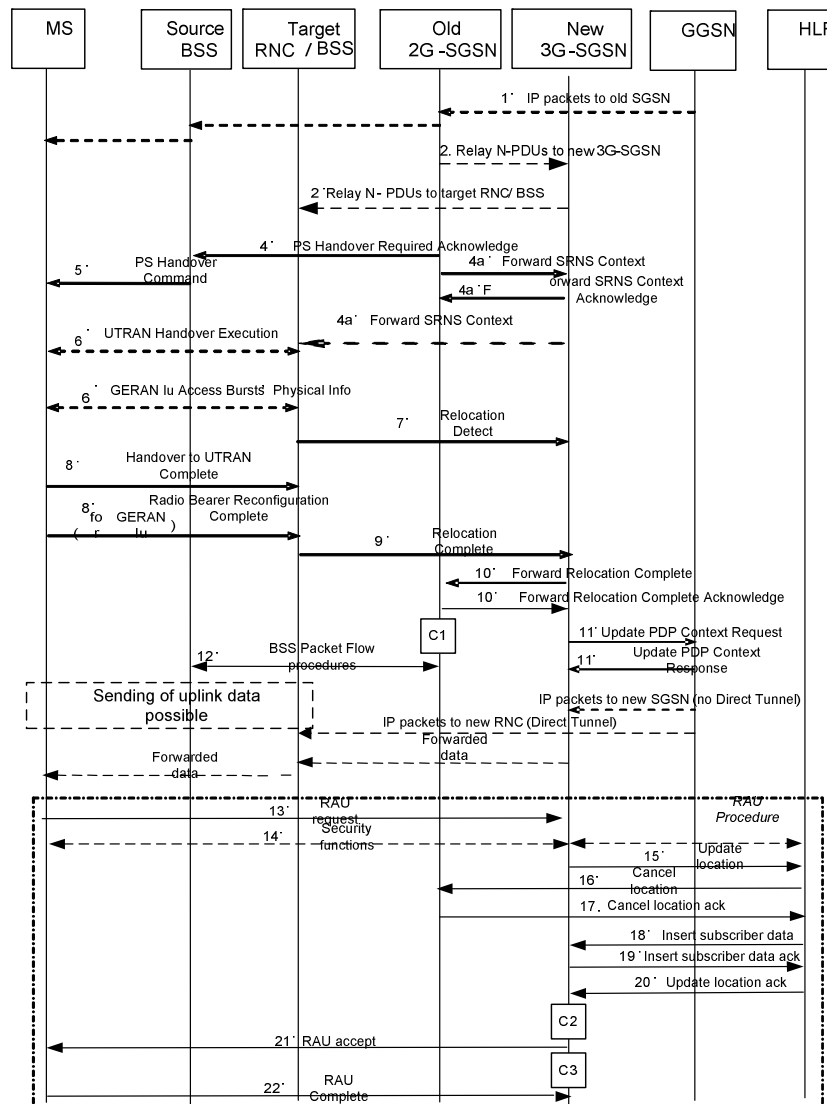 MS
Source
BSS
Target
RNC / BSS
Old
2G -SGSN
New
3G-SGSN
GGSN
HLR
1. IP packets to old SGSN
2. Relay N-PDUs to new 3G-SGSN
2. Relay N- PDUs to target RNC/ BSS
4. PS Handover Required Acknowledge
5. PS Handover
Command
4a. Forward SRNS Context
4a. F orward SRNS Context
Acknowledge
4a. Forward SRNS Context
6. UTRAN Handover Execution
6. GERAN Iu Access Bursts. Physical Info
7. Relocation
Detect
8. Handover to UTRAN
Complete
8. Radio Bearer Reconfiguration
Complete
fo GERAN
( r Iu )
9. Relocation
Complete
10. Forward Relocation Complete
10. Forward Relocation Complete Acknowledge
C1
11. Update PDP Context Request
12. BSS Packet Flow
procedures
11. Update PDP Context
Response
Sending of uplink data
possible
IP packets to new SGSN (no Direct Tunnel)
IP packets to new RNC (Direct Tunnel)
Forwarded
data
Forwarded
data
13. RAU
request
RAU
Procedure
14. Security
functions
15. Update
location
16. Cancel
location
17. Cancel location ack
18. Insert subscriber data
19. Insert subscriber data ack
20. Update location ack
C2
21. RAU accept
C3
22. RAU
Complete